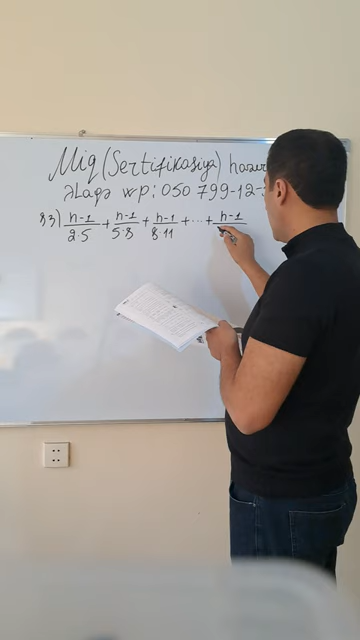 Miq (Sertifikasiya) hazır
Əlaqə wp: 050 799-12-
83) n-1/2·5 + n-1/5·8 + n-1/8·11 + ··· + n-1/